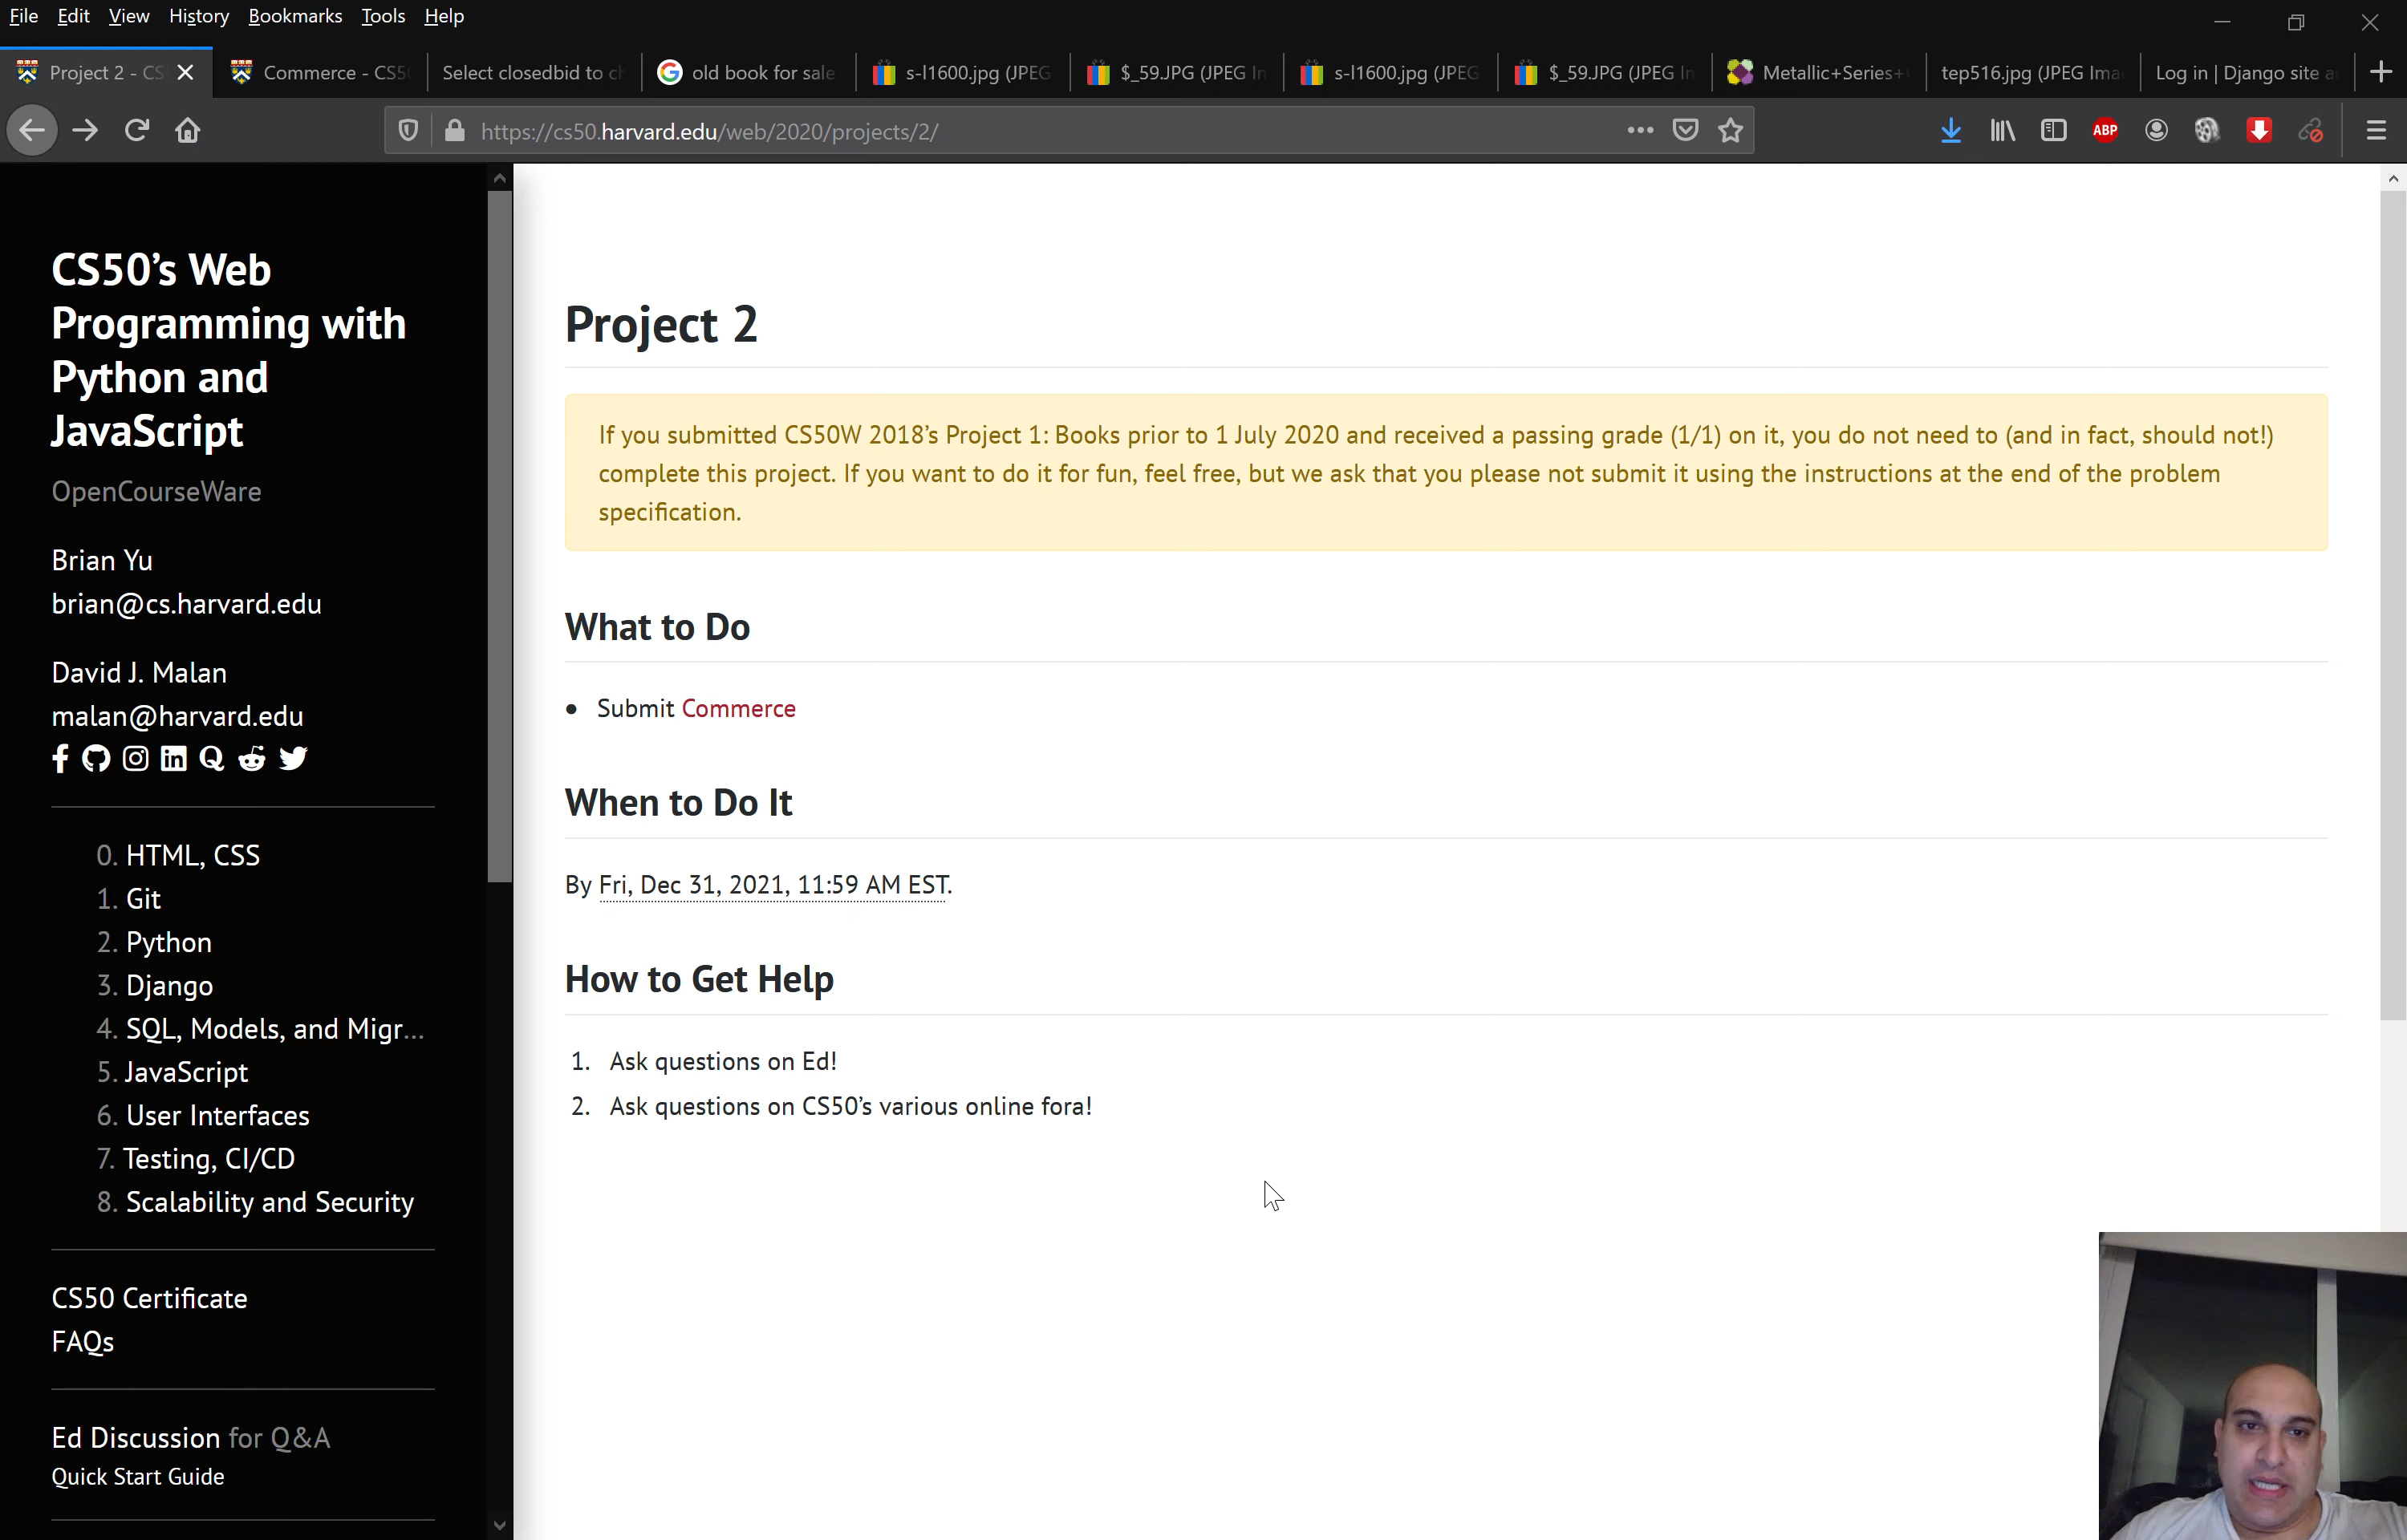 File Edit View History Bookmarks Tools Help
Project 2 - CS
Commerce - CS50
Select closedbid to ch
old book for sale
s-l1600.jpg (JPEG
$_59.JPG (JPEG In
s-l1600.jpg (JPEG
$_59.JPG (JPEG In
Metallic+Series+
tep516.jpg (JPEG Ima
Log in | Django site a
https://cs50.harvard.edu/web/2020/projects/2/
ABP
CS50’s Web
Programming with
Python and
JavaScript
OpenCourseWare
Brian Yu
brian@cs.harvard.edu
David J. Malan
malan@harvard.edu
0. HTML, CSS
1. Git
2. Python
3. Django
4. SQL, Models, and Migr…
5. JavaScript
6. User Interfaces
7. Testing, CI/CD
8. Scalability and Security
CS50 Certificate
FAQs
Ed Discussion for Q&A
Quick Start Guide
Project 2
If you submitted CS50W 2018’s Project 1: Books prior to 1 July 2020 and received a passing grade (1/1) on it, you do not need to (and in fact, should not!)
complete this project. If you want to do it for fun, feel free, but we ask that you please not submit it using the instructions at the end of the problem
specification.
What to Do
• Submit Commerce
When to Do It
By Fri, Dec 31, 2021, 11:59 AM EST.
How to Get Help
1. Ask questions on Ed!
2. Ask questions on CS50’s various online fora!